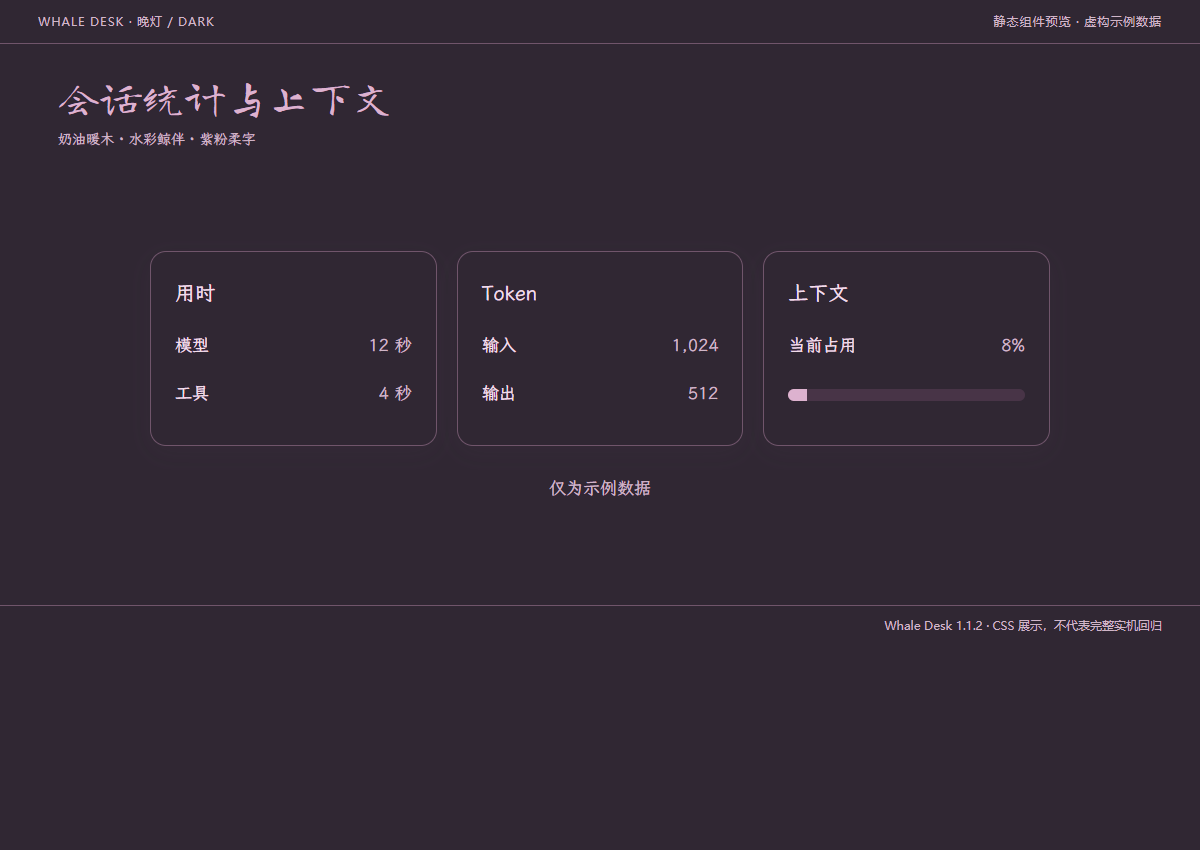 WHALE DESK · 晚灯 / DARK
静态组件预览 · 虚构示例数据
会话统计与上下文
奶油暖木 · 水彩鲸伴 · 紫粉柔字
用时
模型 12 秒
工具 4 秒
Token
输入 1,024
输出 512
上下文
当前占用 8%
仅为示例数据
Whale Desk 1.1.2 · CSS 展示，不代表完整实机回归